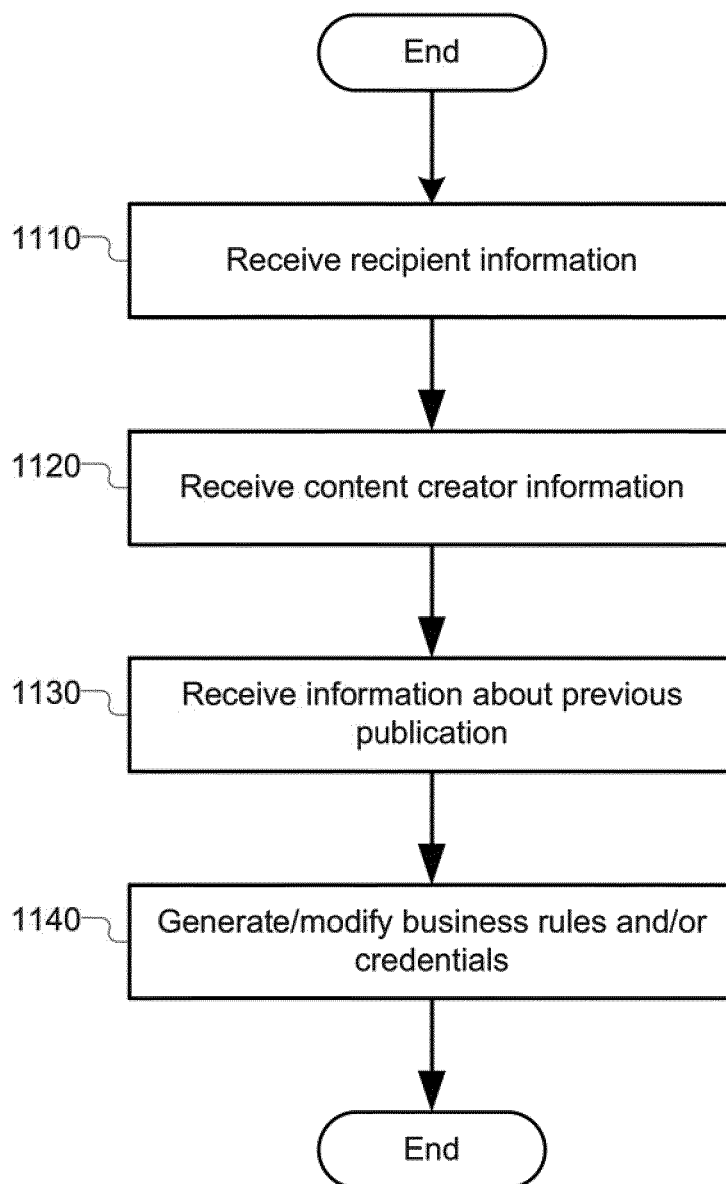 End
1110
Receive recipient information
1120
Receive content creator information
1130
Receive information about previous
publication
1140
Generate/modify business rules and/or
credentials
End